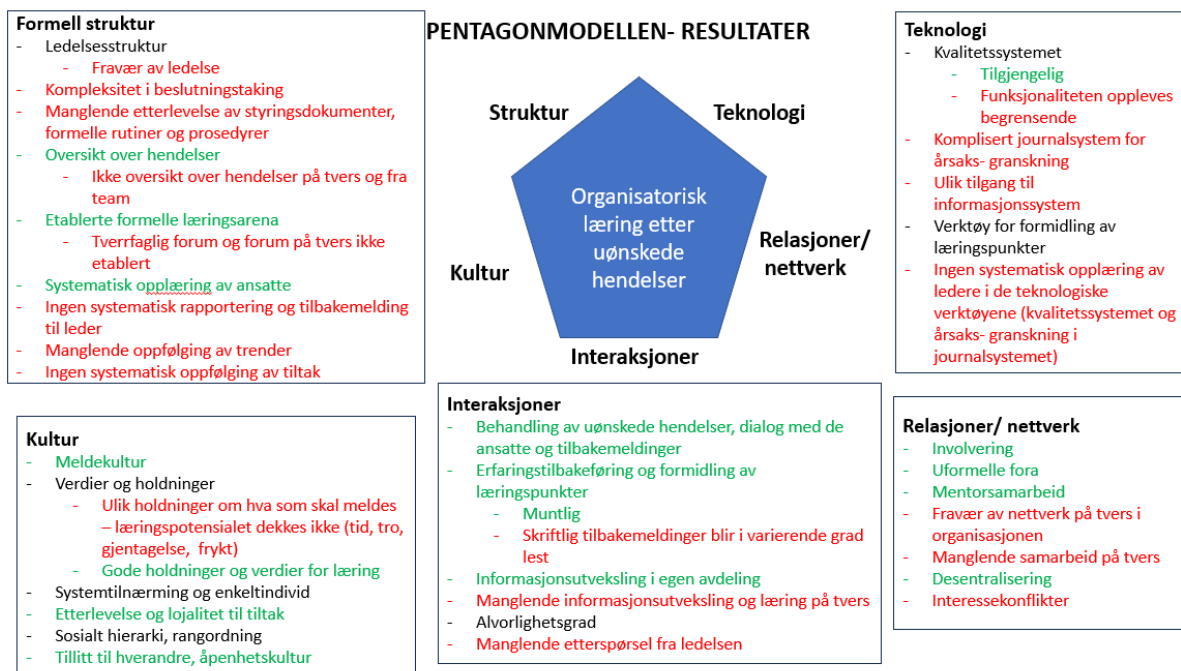 PENTAGONMODELLEN- RESULTATER
Formell struktur
- Ledelsesstruktur
- Fravær av ledelse
- Kompleksitet i beslutningstaking
- Manglende etterlevelse av styringsdokumenter,
formelle rutiner og prosedyrer
- Oversikt over hendelser
- Ikke oversikt over hendelser på tvers og fra
team
- Etablerte formelle læringsarena
- Tverrfaglig forum og forum på tvers ikke
etablert
- Systematisk opplæring av ansatte
- Ingen systematisk rapportering og tilbakemelding
til leder
- Manglende oppfølging av trender
- Ingen systematisk oppfølging av tiltak
Struktur
Teknologi
Kultur
Relasjoner/
nettverk
Interaksjoner
Organisatorisk
læring etter
uønskede
hendelser
Teknologi
- Kvalitetssystemet
- Tilgjengelig
- Funksjonaliteten oppleves
begrensende
- Komplisert journalsystem for
årsaks- granskning
- Ulik tilgang til
informasjonssystem
- Verktøy for formidling av
læringspunkter
- Ingen systematisk opplæring av
ledere i de teknologiske
verktøyene (kvalitetssystemet og
årsaks- granskning i
journalsystemet)
Kultur
- Meldekultur
- Verdier og holdninger
- Ulik holdninger om hva som skal meldes
– læringspotensialet dekkes ikke (tid, tro,
gjentagelse, frykt)
- Gode holdninger og verdier for læring
- Systemtilnærming og enkeltindivid
- Etterlevelse og lojalitet til tiltak
- Sosialt hierarki, rangordning
- Tillitt til hverandre, åpenhetskultur
Interaksjoner
- Behandling av uønskede hendelser, dialog med de
ansatte og tilbakemeldinger
- Erfaringstilbakeføring og formidling av
læringspunkter
- Muntlig
- Skriftlig tilbakemeldinger blir i varierende grad
lest
- Informasjonsutveksling i egen avdeling
- Manglende informasjonsutveksling og læring på tvers
- Alvorlighetsgrad
- Manglende etterspørsel fra ledelsen
Relasjoner/ nettverk
- Involvering
- Uformelle fora
- Mentorsamarbeid
- Fravær av nettverk på tvers i
organisasjonen
- Manglende samarbeid på tvers
- Desentralisering
- Interessekonflikter